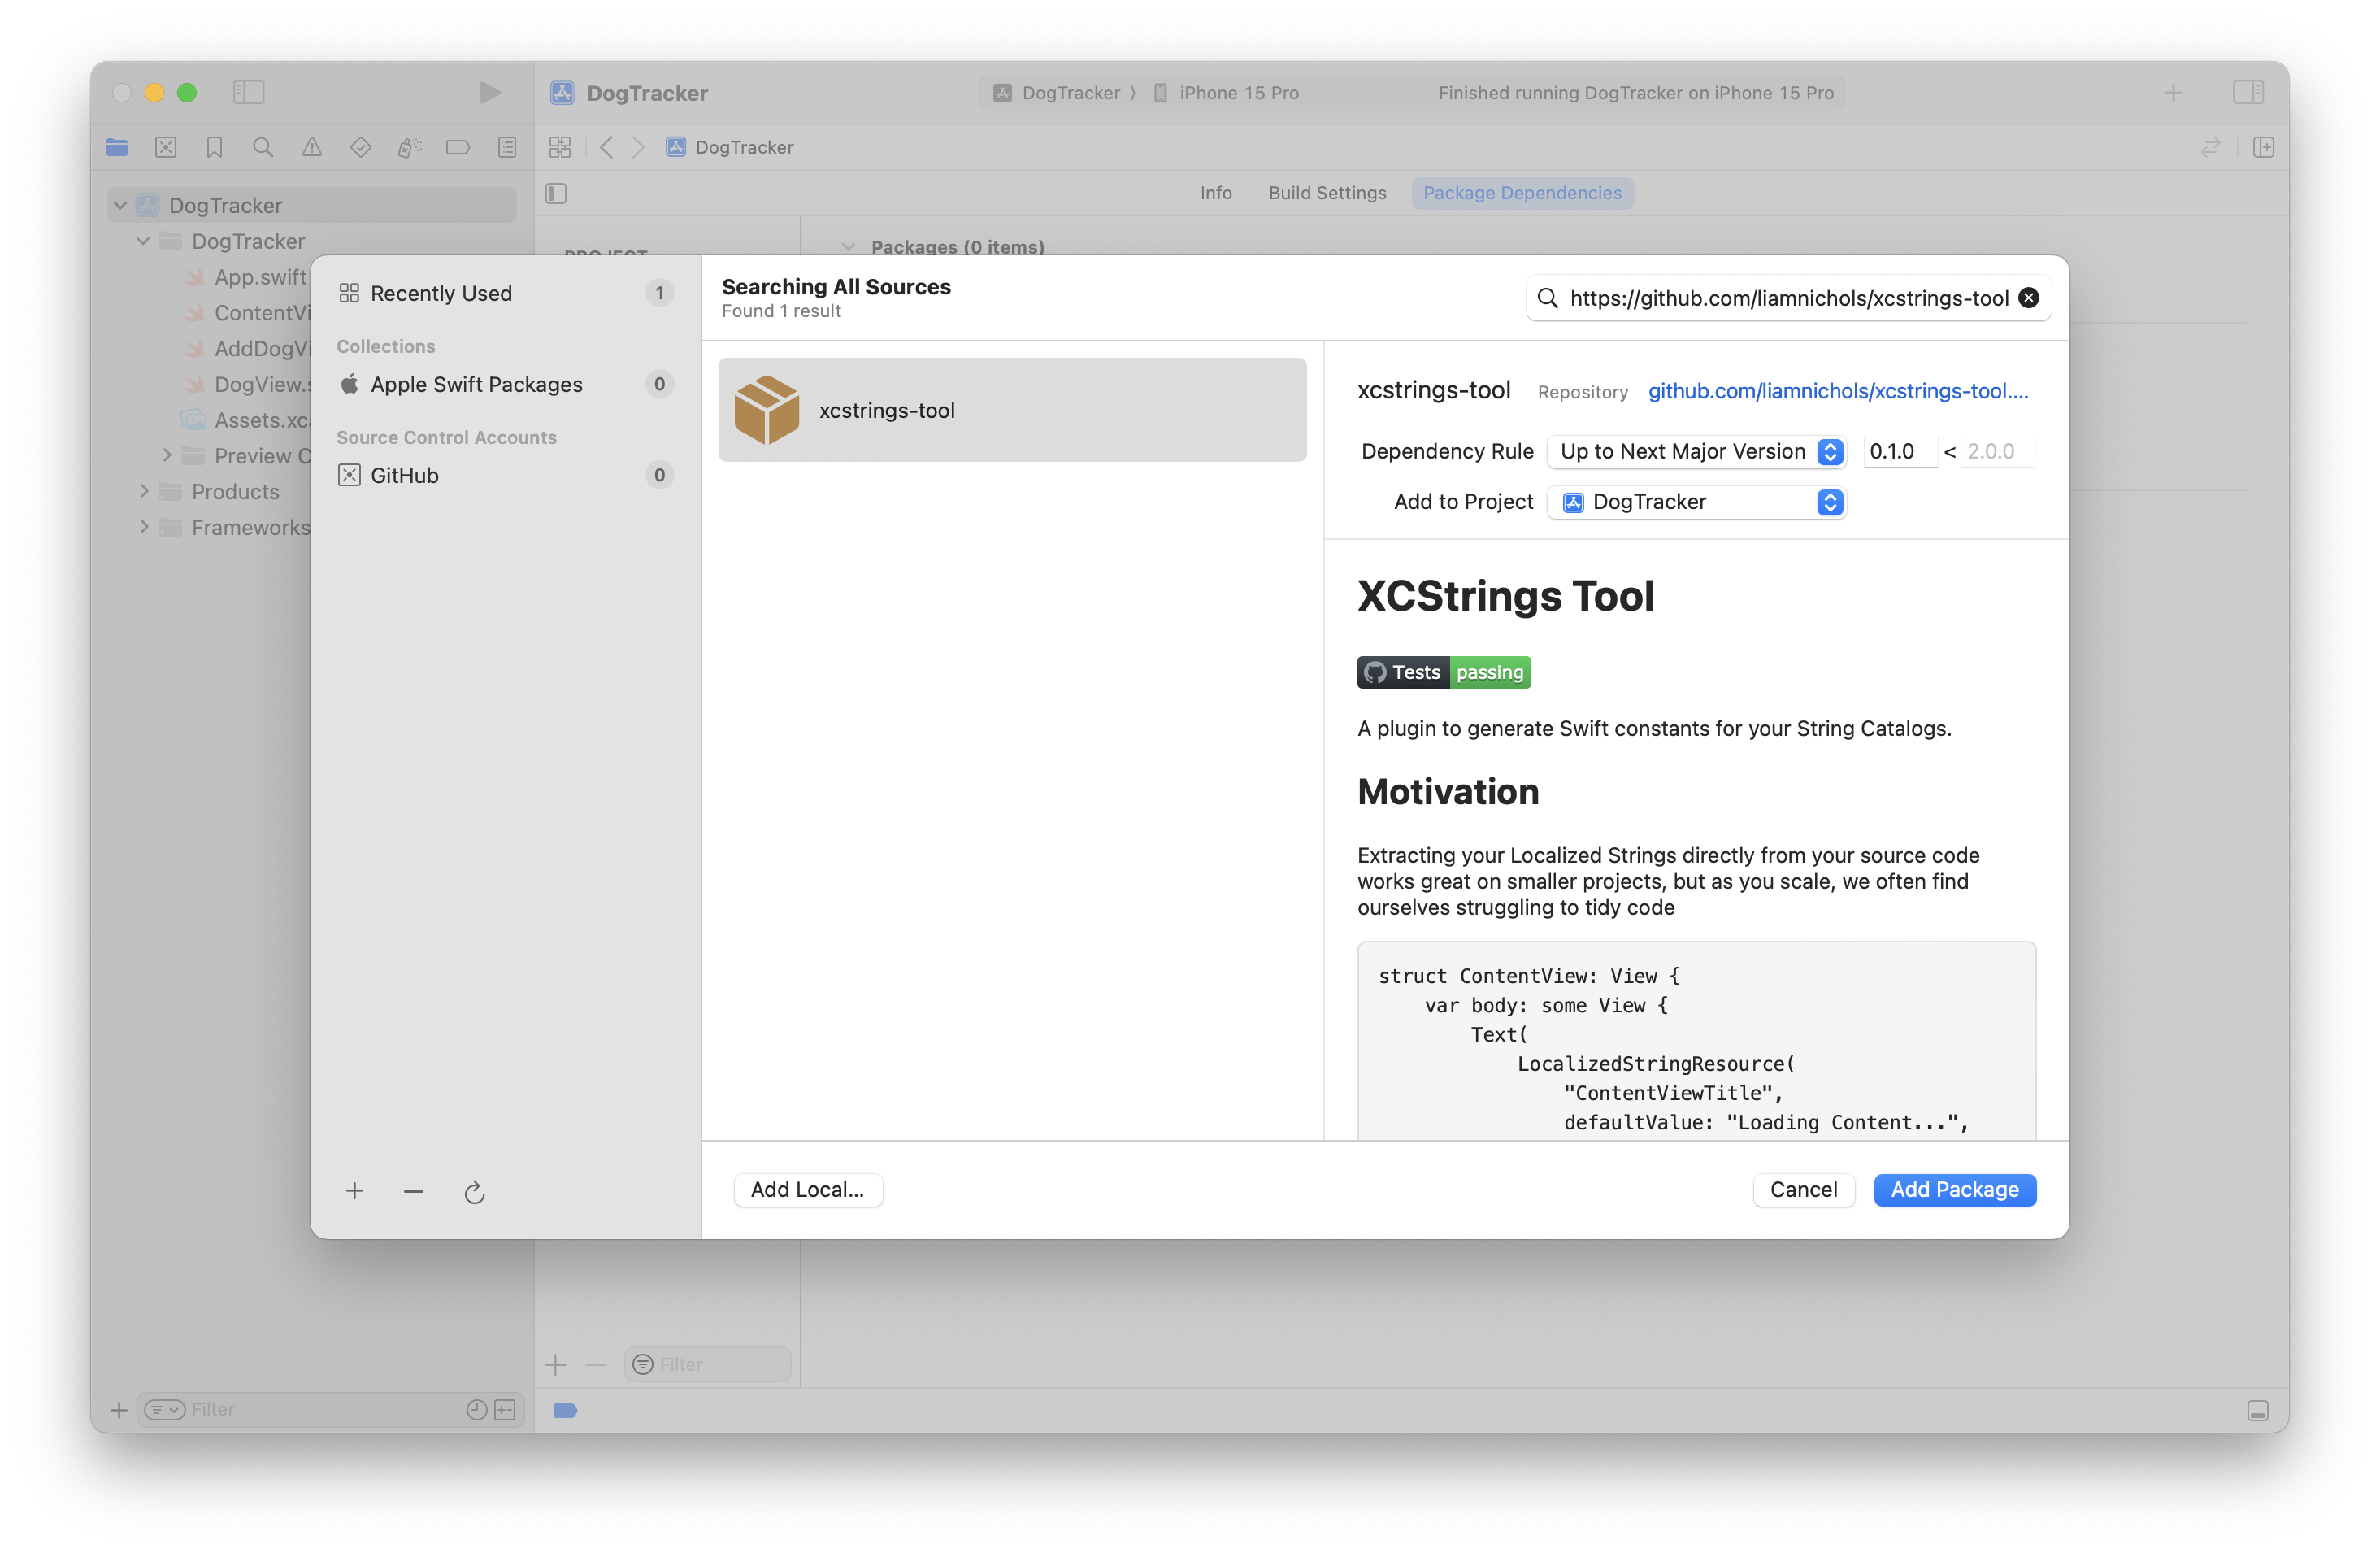 DogTracker
DogTracker
iPhone 15 Pro
Finished running DogTracker on iPhone 15 Pro
DogTracker
Info
Build Settings
Package Dependencies
DogTracker
DogTracker
App.swift
ContentVi
AddDogVi
DogView.s
Assets.xc
Preview C
Products
Frameworks
PROJECT
Packages (0 items)
Recently Used
1
Collections
Apple Swift Packages
0
Source Control Accounts
GitHub
0
Searching All Sources
Found 1 result
https://github.com/liamnichols/xcstrings-tool
xcstrings-tool
xcstrings-tool Repository github.com/liamnichols/xcstrings-tool....
Dependency Rule Up to Next Major Version 0.1.0 < 2.0.0
Add to Project DogTracker
XCStrings Tool
Tests passing
A plugin to generate Swift constants for your String Catalogs.
Motivation
Extracting your Localized Strings directly from your source code
works great on smaller projects, but as you scale, we often find
ourselves struggling to tidy code
struct ContentView: View {
var body: some View {
Text(
LocalizedStringResource(
"ContentViewTitle",
defaultValue: "Loading Content...",
Add Local...
Cancel
Add Package
Filter
Filter